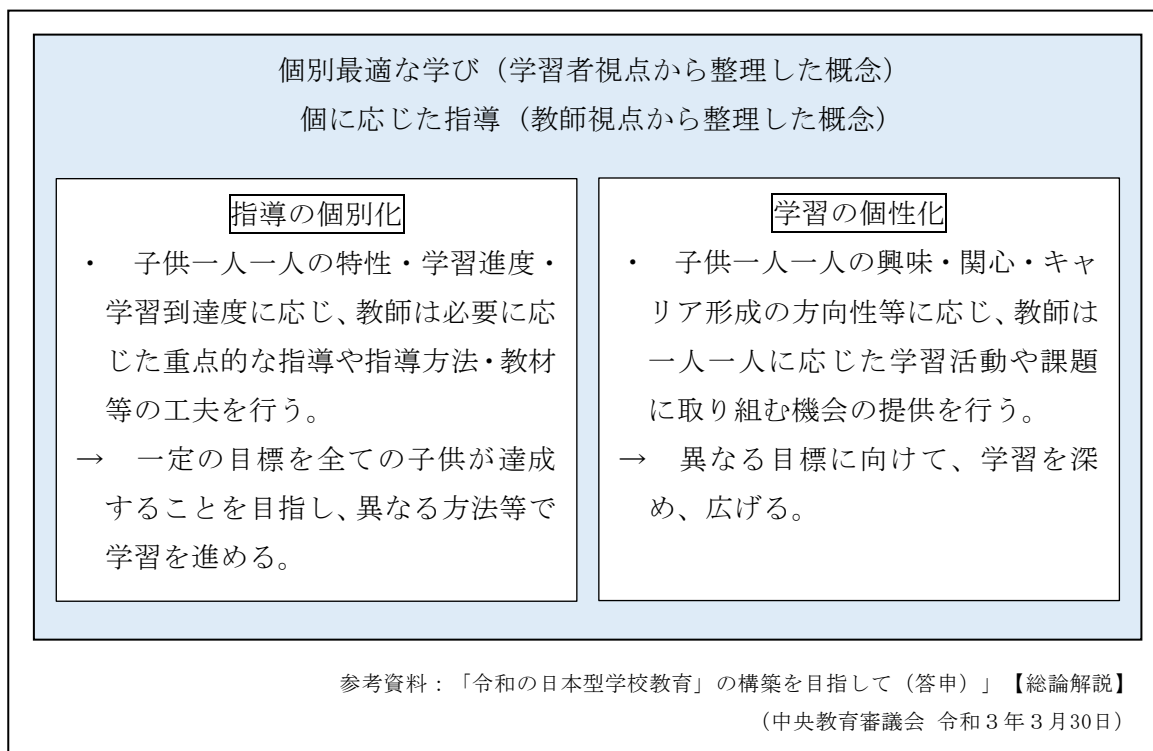 個別最適な学び（学習者視点から整理した概念）
個に応じた指導（教師視点から整理した概念）
指導の個別化
・　子供一人一人の特性・学習進度・
学習到達度に応じ、教師は必要に応
じた重点的な指導や指導方法・教材
等の工夫を行う。
→　一定の目標を全ての子供が達成
することを目指し、異なる方法等で
学習を進める。
学習の個性化
・　子供一人一人の興味・関心・キャ
リア形成の方向性等に応じ、教師は
一人一人に応じた学習活動や課題
に取り組む機会の提供を行う。
→　異なる目標に向けて、学習を深
め、広げる。
参考資料：「令和の日本型学校教育」の構築を目指して（答申）」【総論解説】
（中央教育審議会 令和３年３月30日）